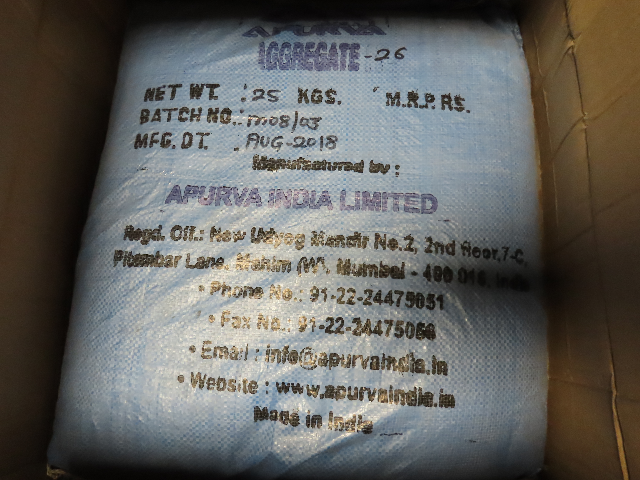 APURVA
AGGREGATE -26
NET WT. : 25 KGS. M.R.P. RS.
BATCH NO.: 1708/03
MFG. DT. : AUG-2018
Manufactured by :
APURVA INDIA LIMITED
Regd. Off.: New Udyog Mandir No.2, 2nd floor, 7-C,
Pitambar Lane, Mahim (W), Mumbai - 400 016, India
• Phone No.: 91-22-24475051
• Fax No.: 91-22-24475068
• Email : info@apurvaindia.in
• Website : www.apurvaindia.in
Made in India